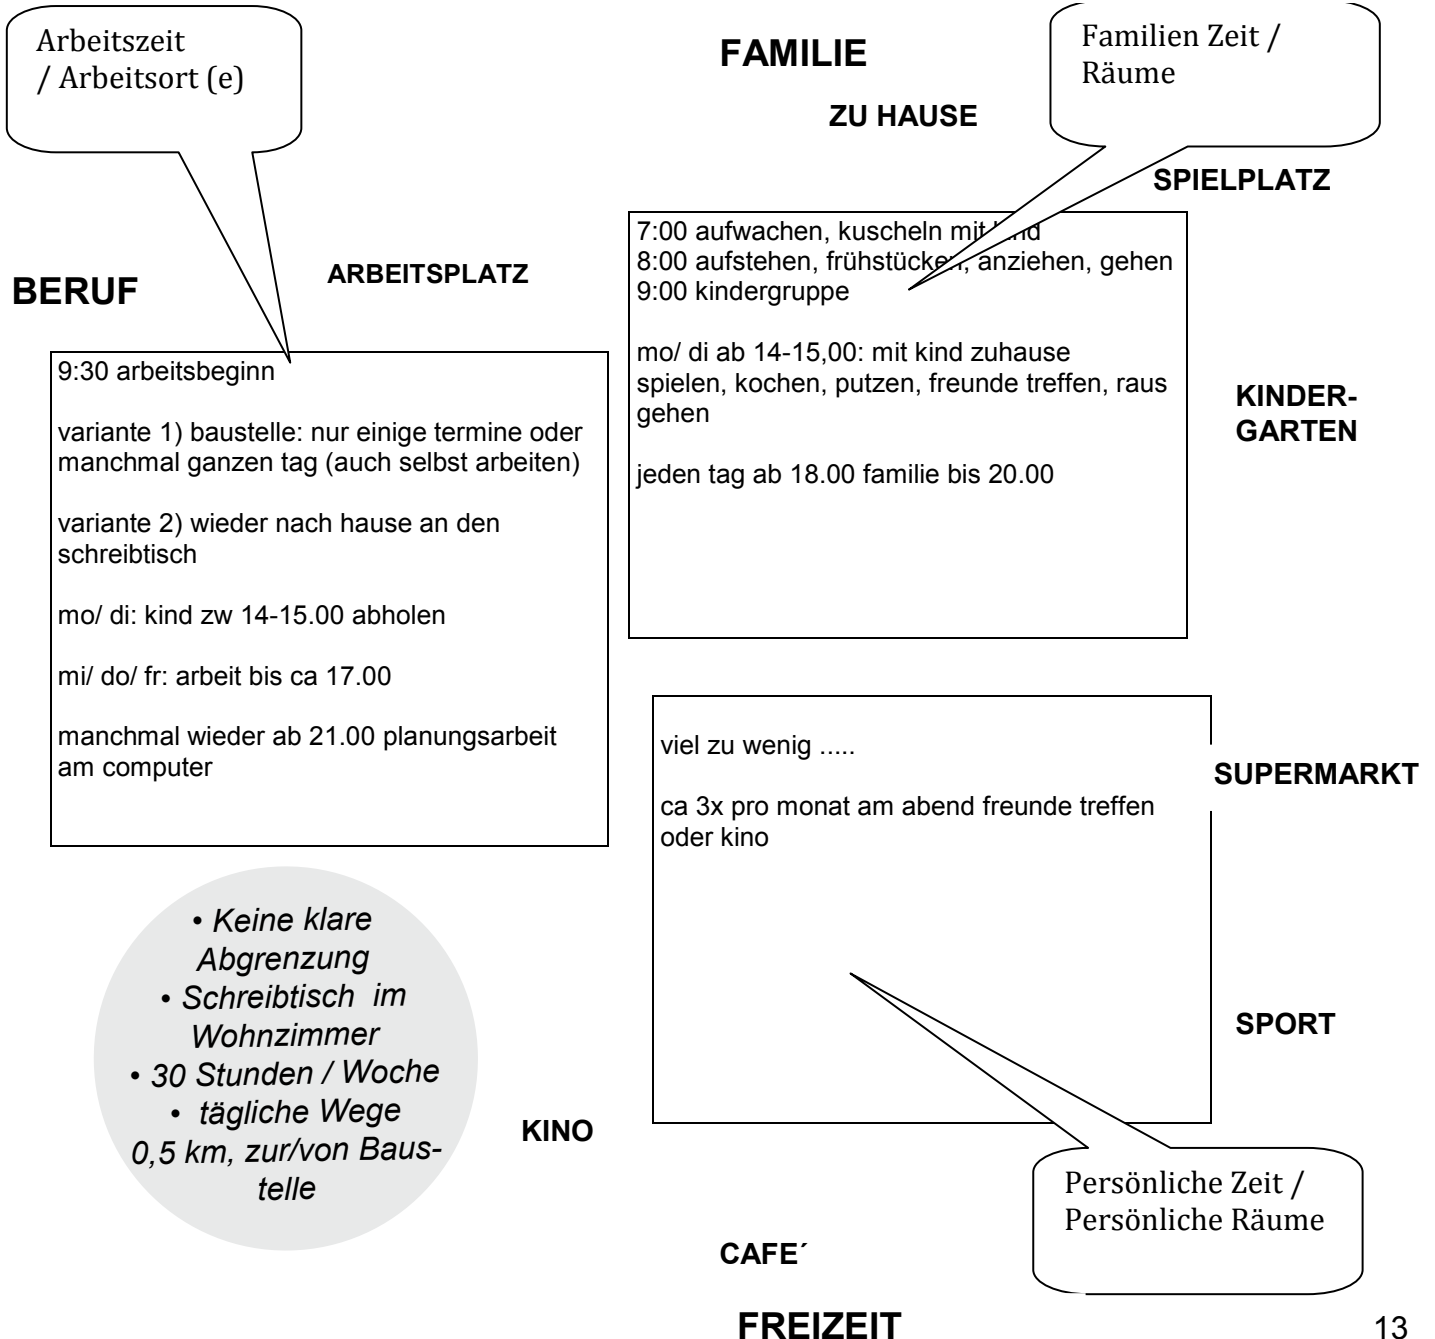 Arbeitszeit
/ Arbeitsort (e)
FAMILIE
Familien Zeit /
Räume
ZU HAUSE
SPIELPLATZ
BERUF
ARBEITSPLATZ
7:00 aufwachen, kuscheln mit kind
8:00 aufstehen, frühstücken, anziehen, gehen
9:00 kindergruppe
mo/ di ab 14-15,00: mit kind zuhause
spielen, kochen, putzen, freunde treffen, raus
gehen
jeden tag ab 18.00 familie bis 20.00
KINDER-
GARTEN
9:30 arbeitsbeginn
variante 1) baustelle: nur einige termine oder
manchmal ganzen tag (auch selbst arbeiten)
variante 2) wieder nach hause an den
schreibtisch
mo/ di: kind zw 14-15.00 abholen
mi/ do/ fr: arbeit bis ca 17.00
manchmal wieder ab 21.00 planungsarbeit
am computer
viel zu wenig .....
ca 3x pro monat am abend freunde treffen
oder kino
SUPERMARKT
• Keine klare
Abgrenzung
• Schreibtisch im
Wohnzimmer
• 30 Stunden / Woche
• tägliche Wege
0,5 km, zur/von Baus-
telle
SPORT
KINO
Persönliche Zeit /
Persönliche Räume
CAFE´
FREIZEIT
13